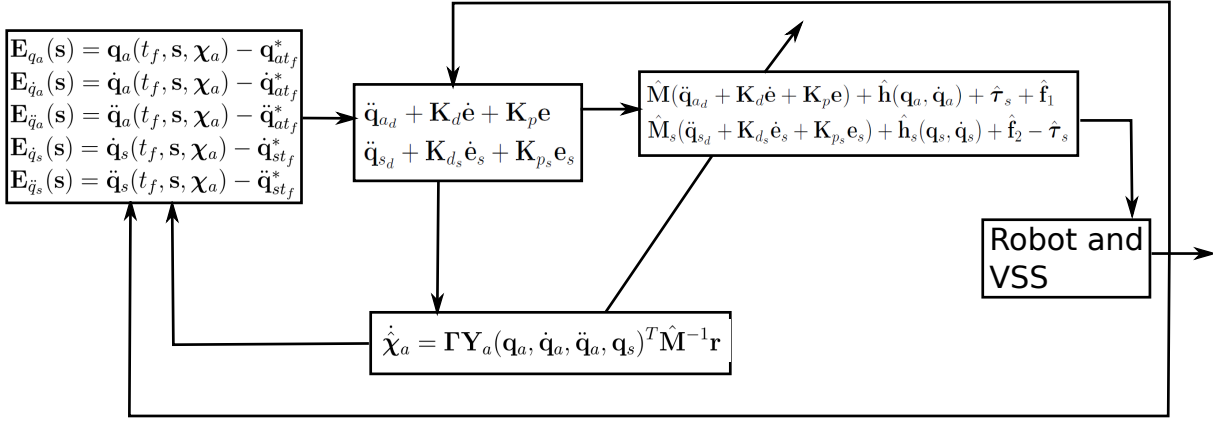 E_{q_a}(s) = q_a(t_f, s, χ_a) − q*_{at_f}
E_{q̇_a}(s) = q̇_a(t_f, s, χ_a) − q̇*_{at_f}
E_{q̈_a}(s) = q̈_a(t_f, s, χ_a) − q̈*_{at_f}
E_{q̇_s}(s) = q̇_s(t_f, s, χ_a) − q̇*_{st_f}
E_{q̈_s}(s) = q̈_s(t_f, s, χ_a) − q̈*_{st_f}
q̈_{a_d} + K_d ė + K_p e
q̈_{s_d} + K_{d_s} ė_s + K_{p_s} e_s
M̂(q̈_{a_d} + K_d ė + K_p e) + ĥ(q_a, q̇_a) + τ̂_s + f̂_1
M̂_s(q̈_{s_d} + K_{d_s} ė_s + K_{p_s} e_s) + ĥ_s(q_s, q̇_s) + f̂_2 − τ̂_s
Robot and
VSS
χ̂̇_a = ΓY_a(q_a, q̇_a, q̈_a, q_s)^T M̂^{−1} r